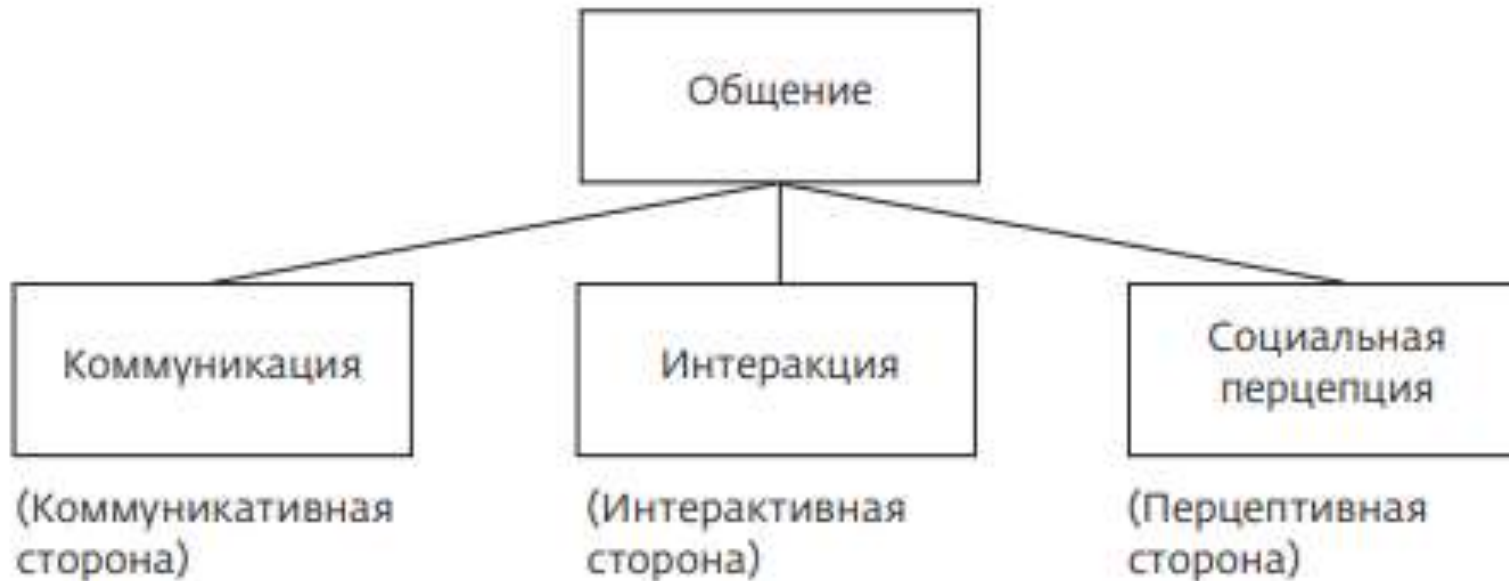 Общение
Коммуникация
Интеракция
Социальная
перцепция
(Коммуникативная
сторона)
(Интерактивная
сторона)
(Перцептивная
сторона)